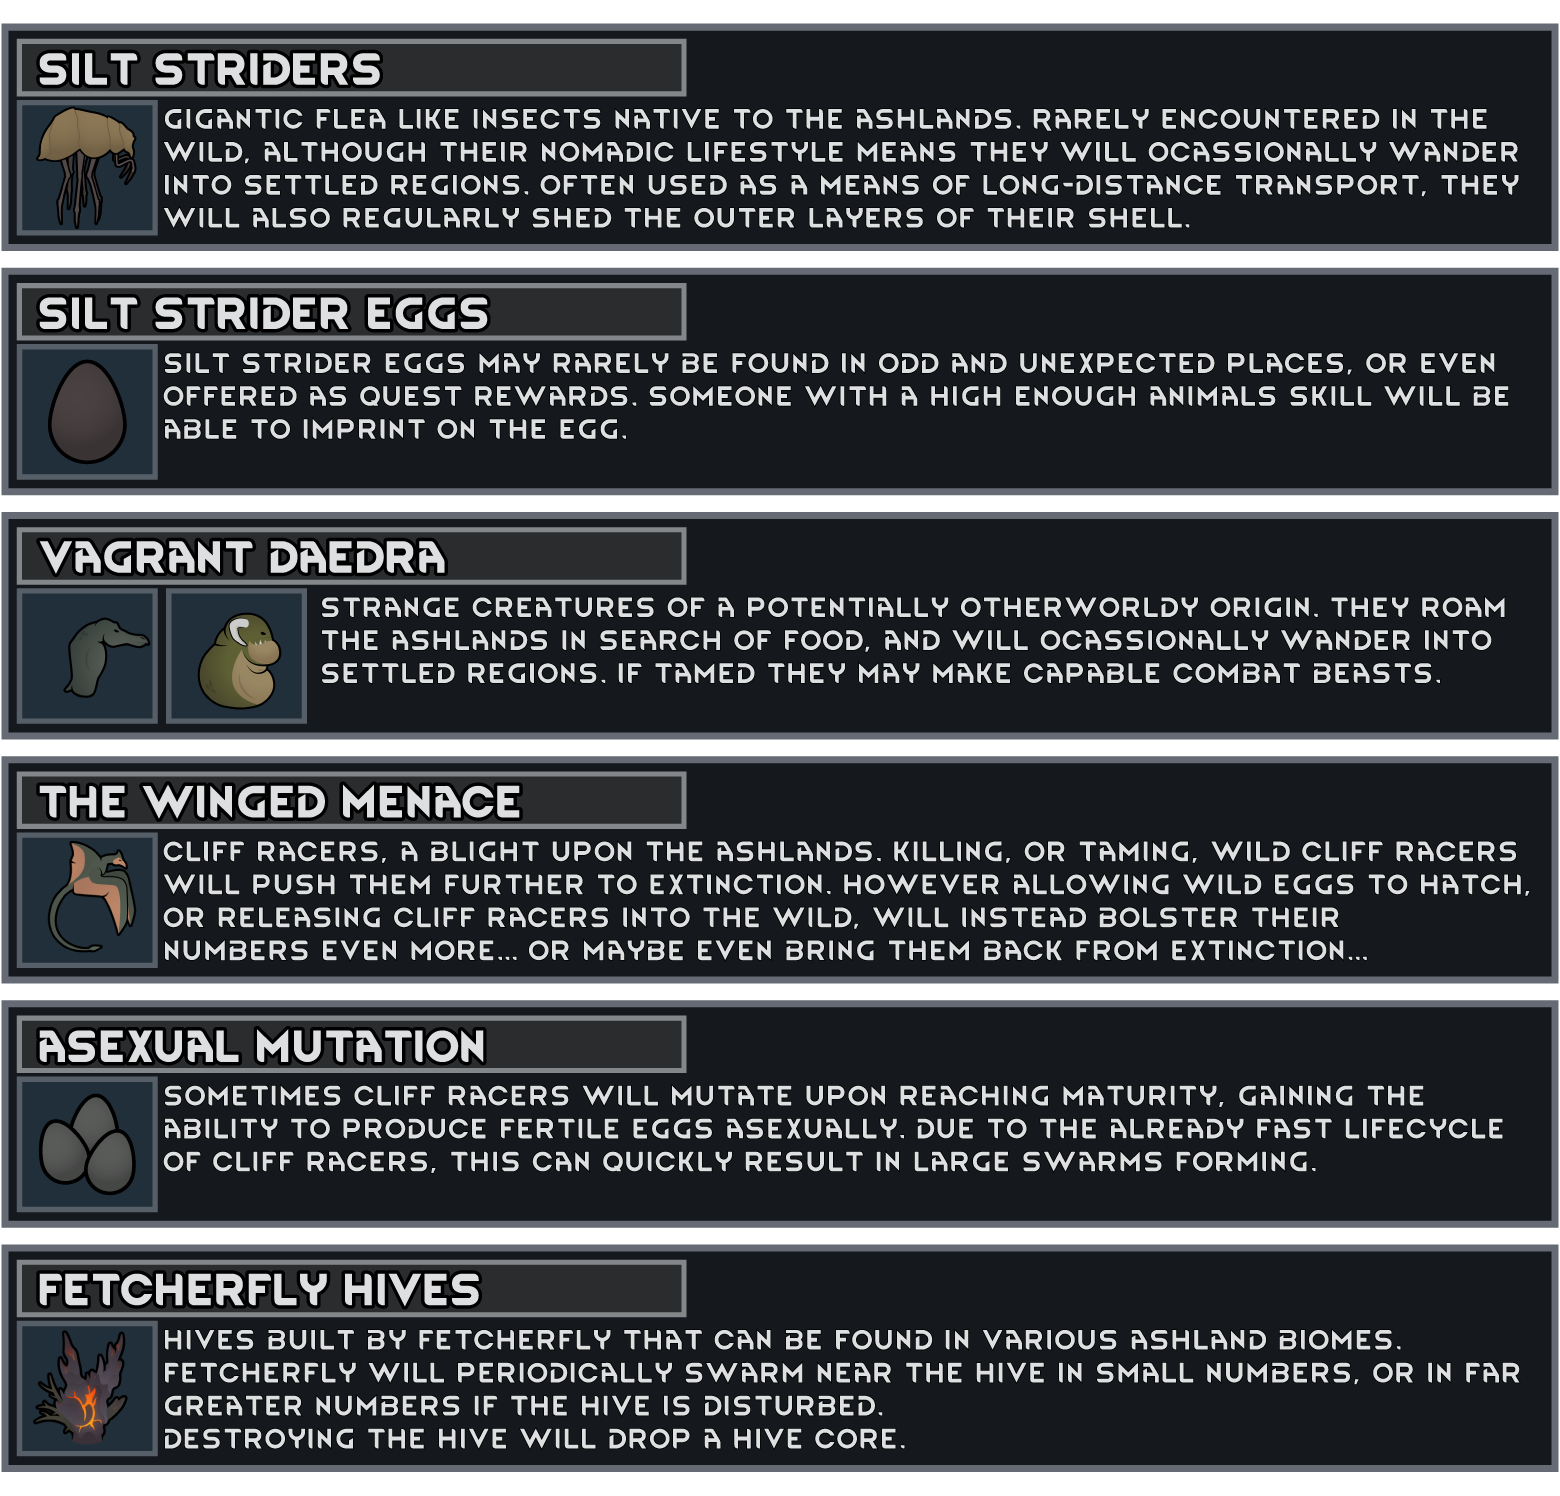 SILT STRIDERS
GIGANTIC FLEA LIKE INSECTS NATIVE TO THE ASHLANDS. RARELY ENCOUNTERED IN THE
WILD, ALTHOUGH THEIR NOMADIC LIFESTYLE MEANS THEY WILL OCASSIONALLY WANDER
INTO SETTLED REGIONS. OFTEN USED AS A MEANS OF LONG-DISTANCE TRANSPORT, THEY
WILL ALSO REGULARLY SHED THE OUTER LAYERS OF THEIR SHELL.
SILT STRIDER EGGS
SILT STRIDER EGGS MAY RARELY BE FOUND IN ODD AND UNEXPECTED PLACES, OR EVEN
OFFERED AS QUEST REWARDS. SOMEONE WITH A HIGH ENOUGH ANIMALS SKILL WILL BE
ABLE TO IMPRINT ON THE EGG.
VAGRANT DAEDRA
STRANGE CREATURES OF A POTENTIALLY OTHERWORLDY ORIGIN. THEY ROAM
THE ASHLANDS IN SEARCH OF FOOD, AND WILL OCASSIONALLY WANDER INTO
SETTLED REGIONS. IF TAMED THEY MAY MAKE CAPABLE COMBAT BEASTS.
THE WINGED MENACE
CLIFF RACERS, A BLIGHT UPON THE ASHLANDS. KILLING, OR TAMING, WILD CLIFF RACERS
WILL PUSH THEM FURTHER TO EXTINCTION. HOWEVER ALLOWING WILD EGGS TO HATCH,
OR RELEASING CLIFF RACERS INTO THE WILD, WILL INSTEAD BOLSTER THEIR
NUMBERS EVEN MORE... OR MAYBE EVEN BRING THEM BACK FROM EXTINCTION...
ASEXUAL MUTATION
SOMETIMES CLIFF RACERS WILL MUTATE UPON REACHING MATURITY, GAINING THE
ABILITY TO PRODUCE FERTILE EGGS ASEXUALLY. DUE TO THE ALREADY FAST LIFECYCLE
OF CLIFF RACERS, THIS CAN QUICKLY RESULT IN LARGE SWARMS FORMING.
FETCHERFLY HIVES
HIVES BUILT BY FETCHERFLY THAT CAN BE FOUND IN VARIOUS ASHLAND BIOMES.
FETCHERFLY WILL PERIODICALLY SWARM NEAR THE HIVE IN SMALL NUMBERS, OR IN FAR
GREATER NUMBERS IF THE HIVE IS DISTURBED.
DESTROYING THE HIVE WILL DROP A HIVE CORE.